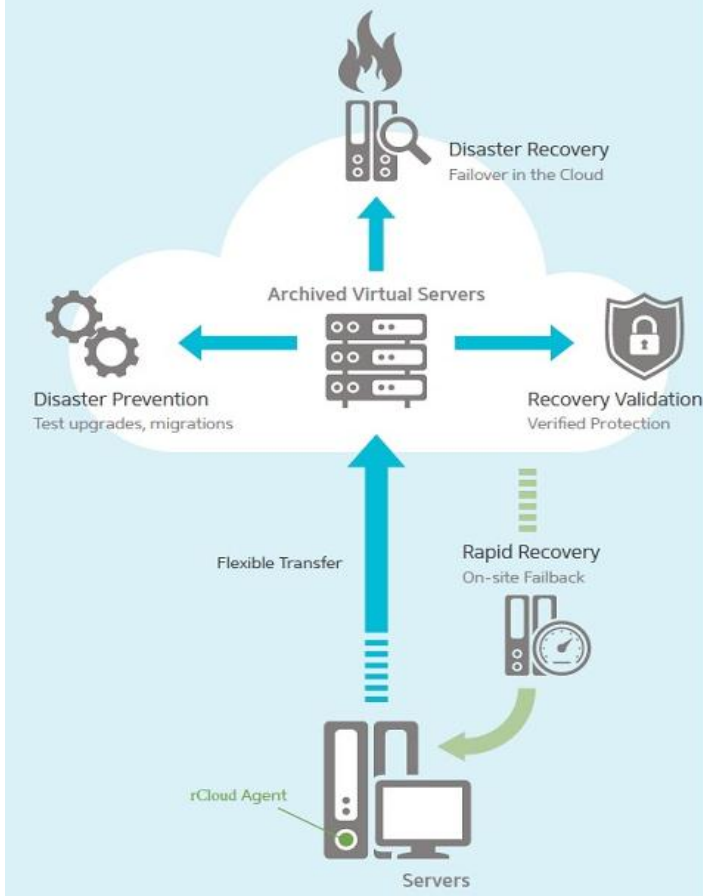 Disaster Recovery
Failover in the Cloud
Archived Virtual Servers
Disaster Prevention
Test upgrades, migrations
Recovery Validation
Verified Protection
Flexible Transfer
Rapid Recovery
On-site Failback
rCloud Agent
Servers